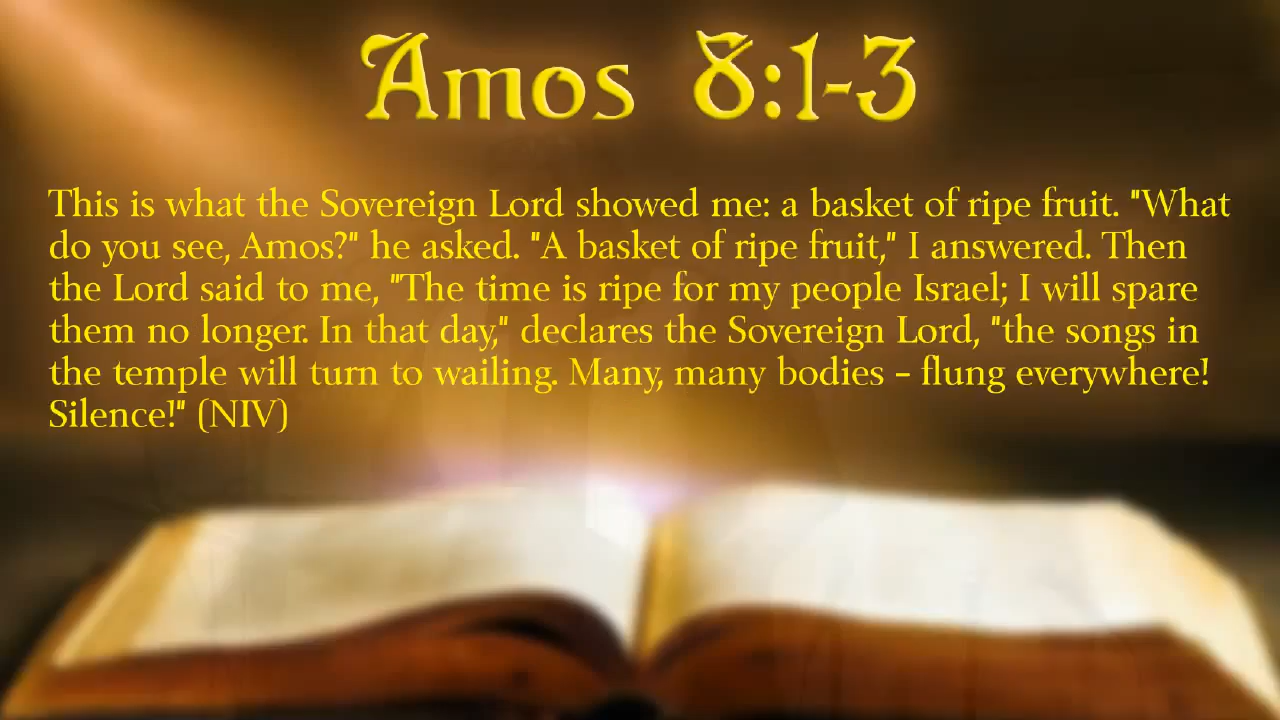 Amos 8:1-3
This is what the Sovereign Lord showed me: a basket of ripe fruit. "What
do you see, Amos?" he asked. "A basket of ripe fruit," I answered. Then
the Lord said to me, "The time is ripe for my people Israel; I will spare
them no longer. In that day," declares the Sovereign Lord, "the songs in
the temple will turn to wailing. Many, many bodies – flung everywhere!
Silence!" (NIV)